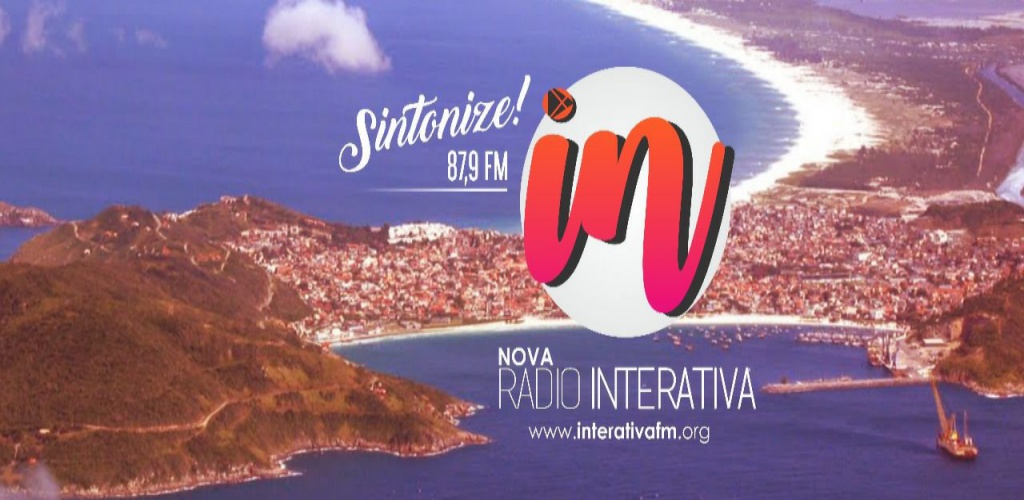 Sintonize!
87,9 FM
in
NOVA
RADIO INTERATIVA
www.interativafm.org